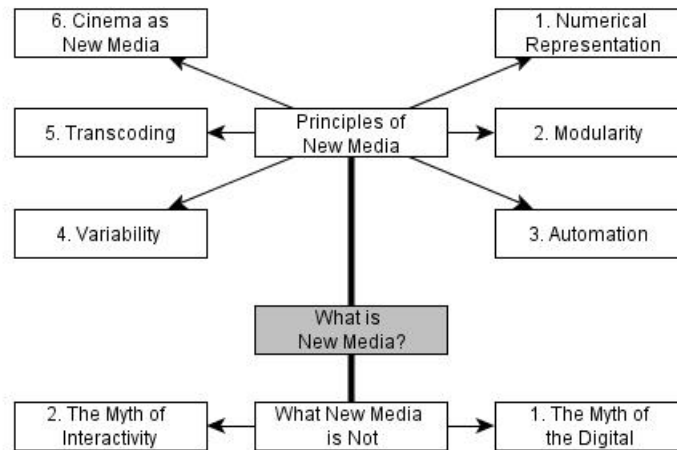 6. Cinema as
New Media
1. Numerical
Representation
5. Transcoding
Principles of
New Media
2. Modularity
4. Variability
3. Automation
What is
New Media?
2. The Myth of
Interactivity
What New Media
is Not
1. The Myth of
the Digital